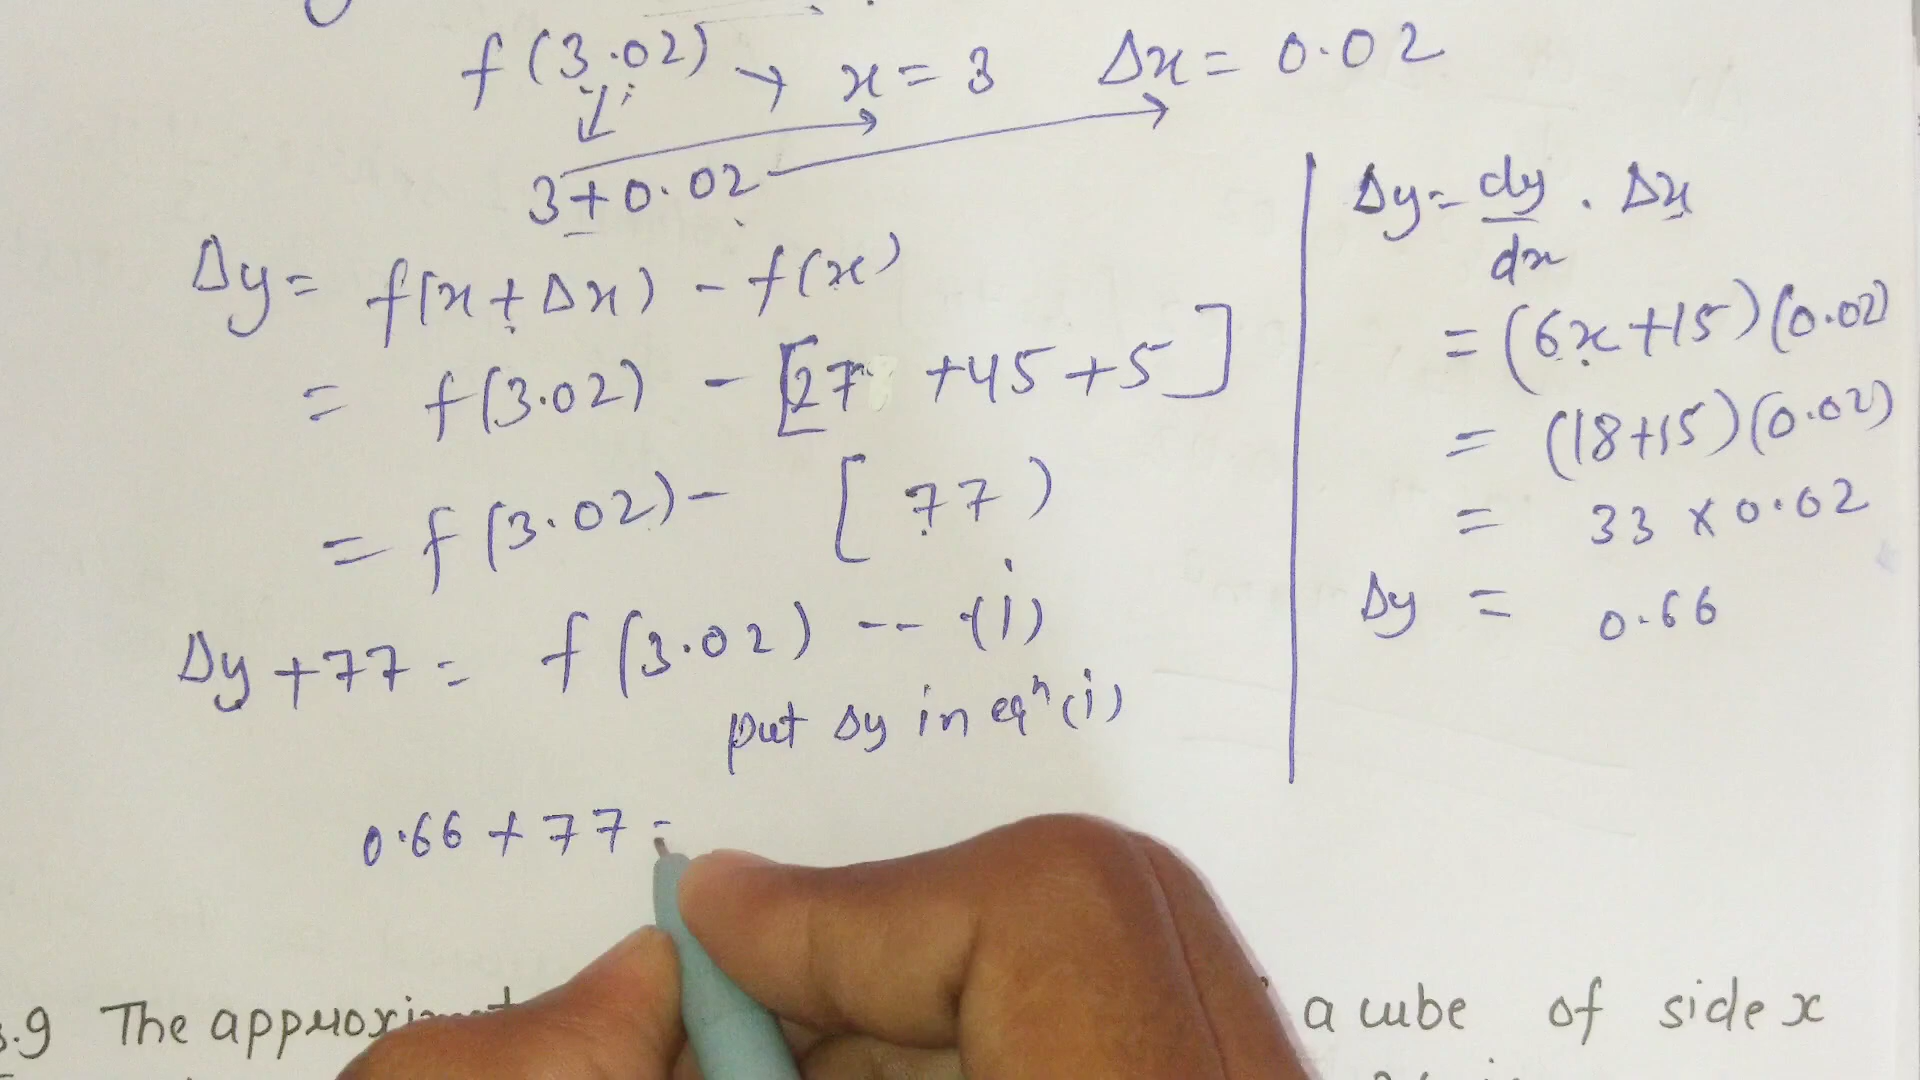 f(3.02) → x = 3 Δx = 0.02
3+0.02
Δy = f(x+Δx) - f(x)
= f(3.02) - [27 +45+5]
= f(3.02) - [77)
Δy +77 = f(3.02) -- (i)
put Δy in eqⁿ (i)
0.66 + 77 =
Δy = dy/dx . Δx
= (6x+15)(0.02)
= (18+15)(0.02)
= 33 x 0.02
Δy = 0.66
.9 The a cube of side x